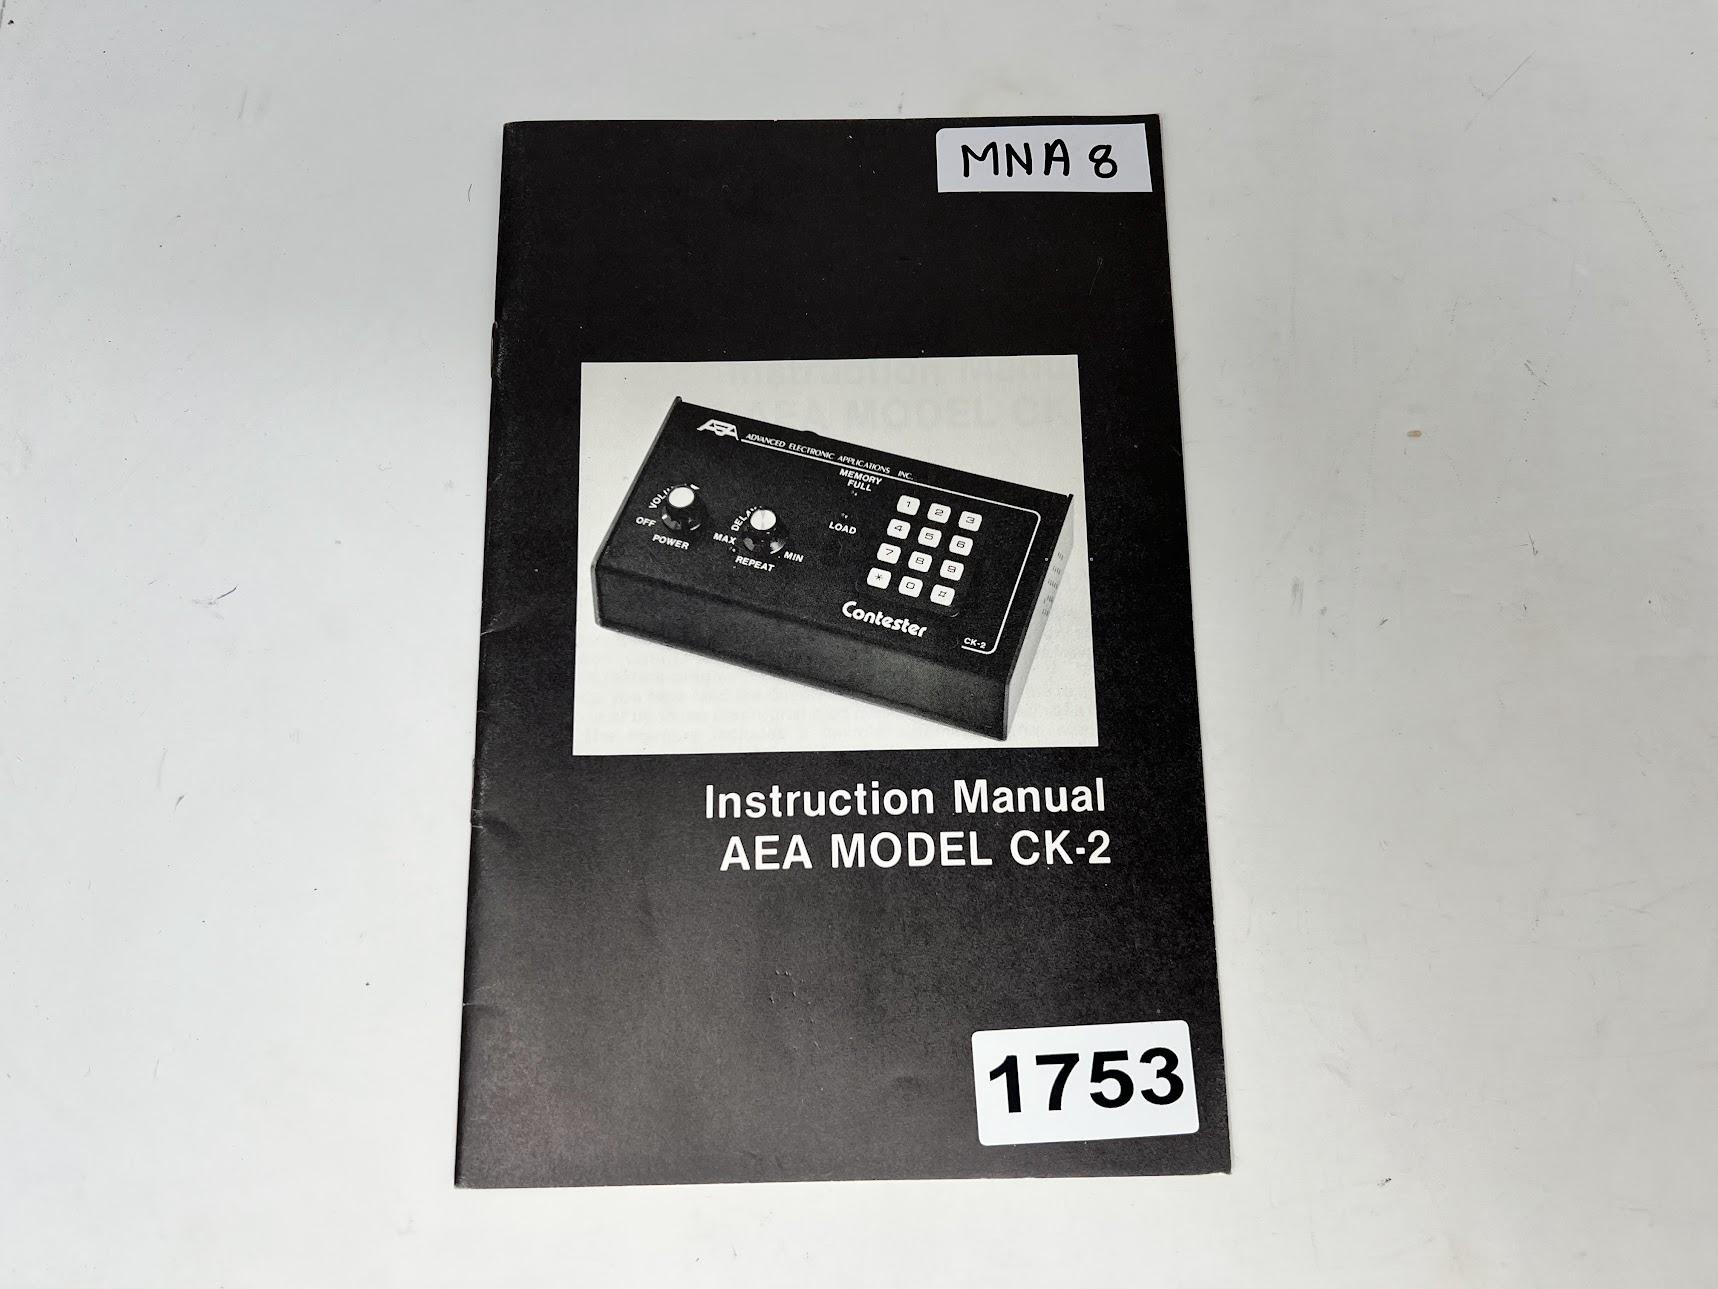 MNA 8
AEA ADVANCED ELECTRONIC APPLICATIONS INC.
MEMORY
FULL
LOAD
OFF
POWER
MAX
MIN
REPEAT
1 2 3
4 5 6
7 8 9
* 0 #
Contester
CK-2
Instruction Manual
AEA MODEL CK-2
1753